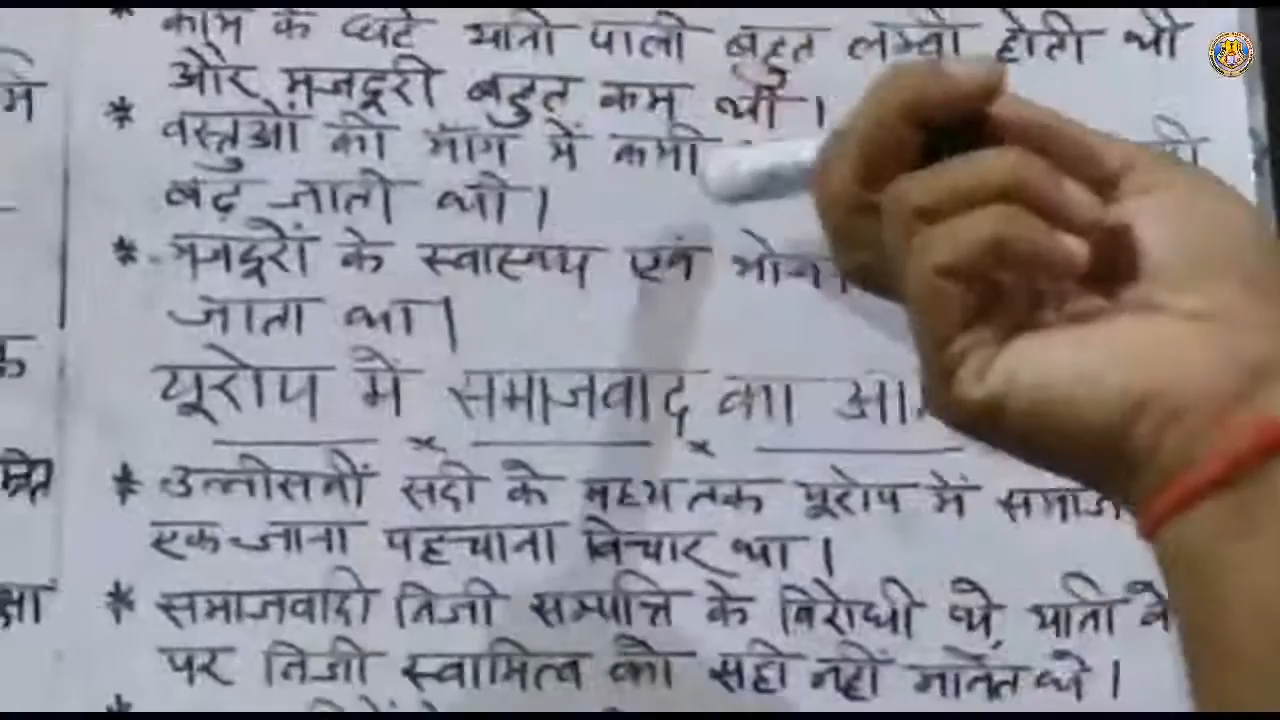 * काम के घंटे यानी पाली बहुत लम्बी होती थी
और मजदूरी बहुत कम थी।
* वस्तुओं की माँग में कमी
बढ़ जाती थी।
* मजदूरों के स्वास्थ्य एवं
जाता था।
यूरोप में समाजवाद का
* उन्नीसवीं सदी के मध्य तक यूरोप में
एक जाना पहचाना विचार था।
* समाजवादी निजी सम्पत्ति के विरोधी थे, यानी वे
पर निजी स्वामित्व को सही नहीं मानते थे।